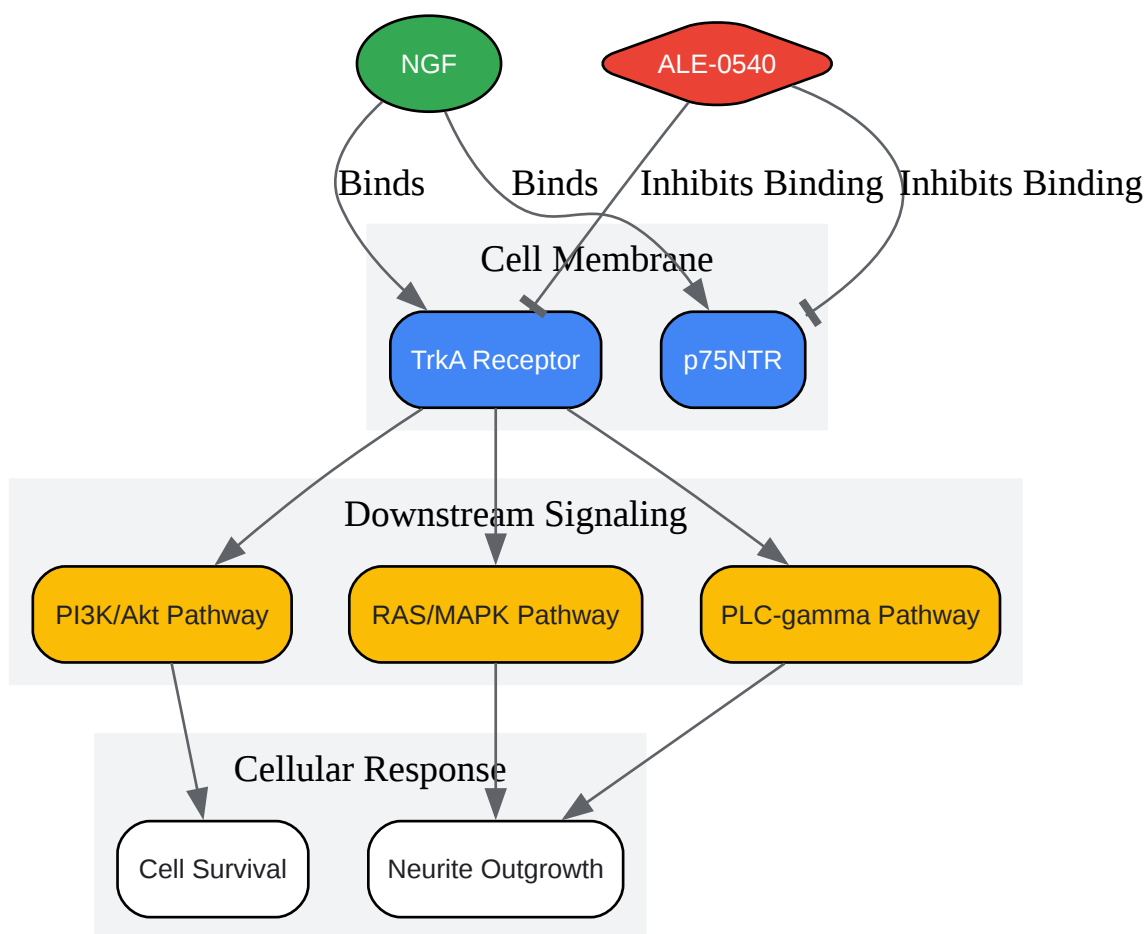 NGF
ALE-0540
Binds
Binds
Inhibits Binding
Inhibits Binding
Cell Membrane
TrkA Receptor
p75NTR
Downstream Signaling
PI3K/Akt Pathway
RAS/MAPK Pathway
PLC-gamma Pathway
Cellular Response
Cell Survival
Neurite Outgrowth